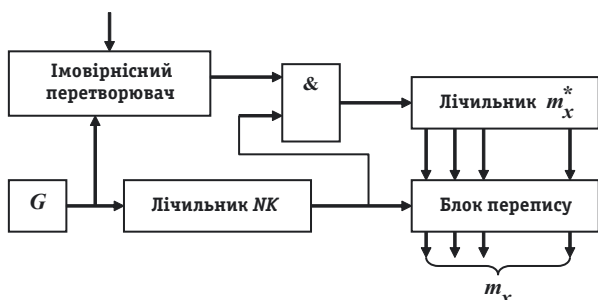 Імовірнісний
перетворювач
&
Лічильник m*x
G
Лічильник NK
Блок перепису
mx